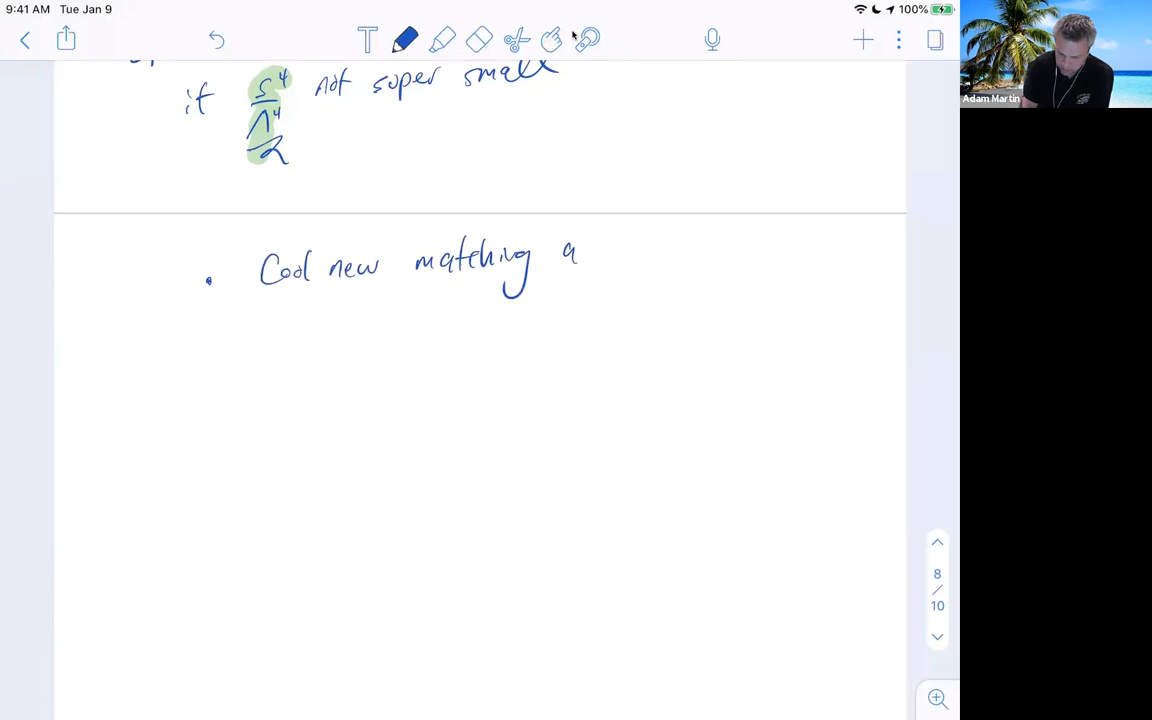 9:41 AM Tue Jan 9
100%
T
Adam Martin
if s⁴/Λ⁴/2 not super small
• Cool new matching a
8
/
10